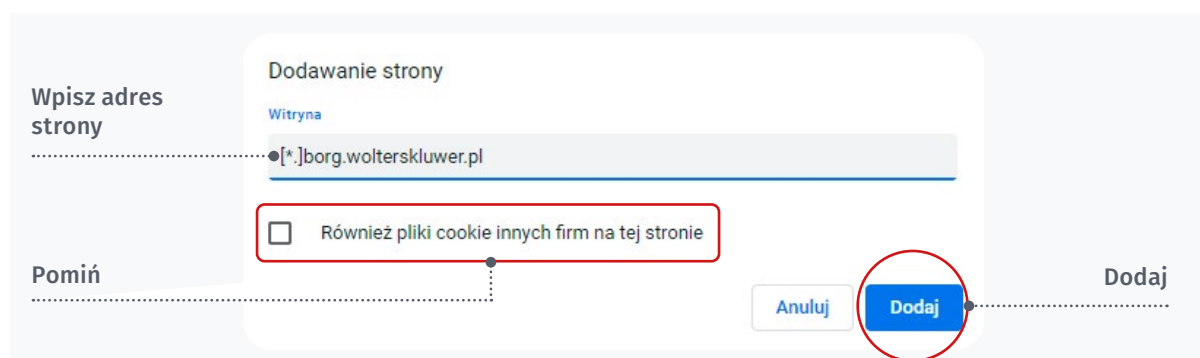 Wpisz adres
strony
Dodawanie strony
Witryna
[*.]borg.wolterskluwer.pl
Również pliki cookie innych firm na tej stronie
Pomiń
Anuluj
Dodaj
Dodaj